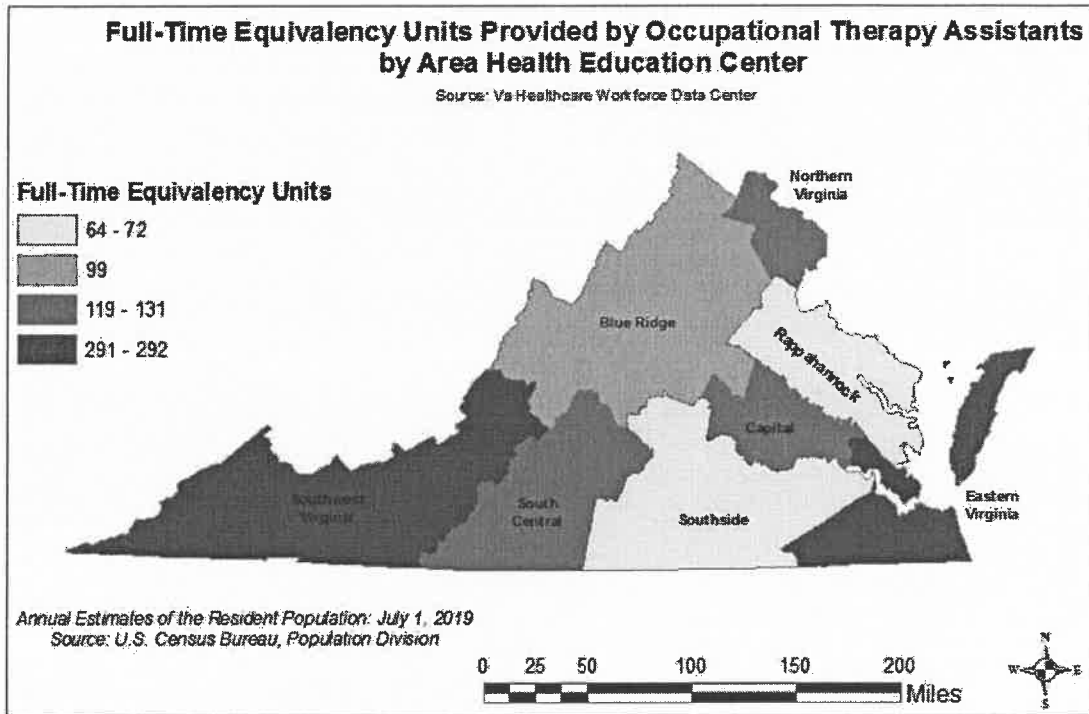 Full-Time Equivalency Units Provided by Occupational Therapy Assistants
by Area Health Education Center
Source: Va Healthcare Workforce Data Center
Full-Time Equivalency Units
64 - 72
99
119 - 131
291 - 292
Northern
Virginia
Blue Ridge
Rappahannock
Capital
Southwest
Virginia
South
Central
Southside
Eastern
Virginia
Annual Estimates of the Resident Population: July 1, 2019
Source: U.S. Census Bureau, Population Division
0 25 50 100 150 200
Miles
N
W E
S